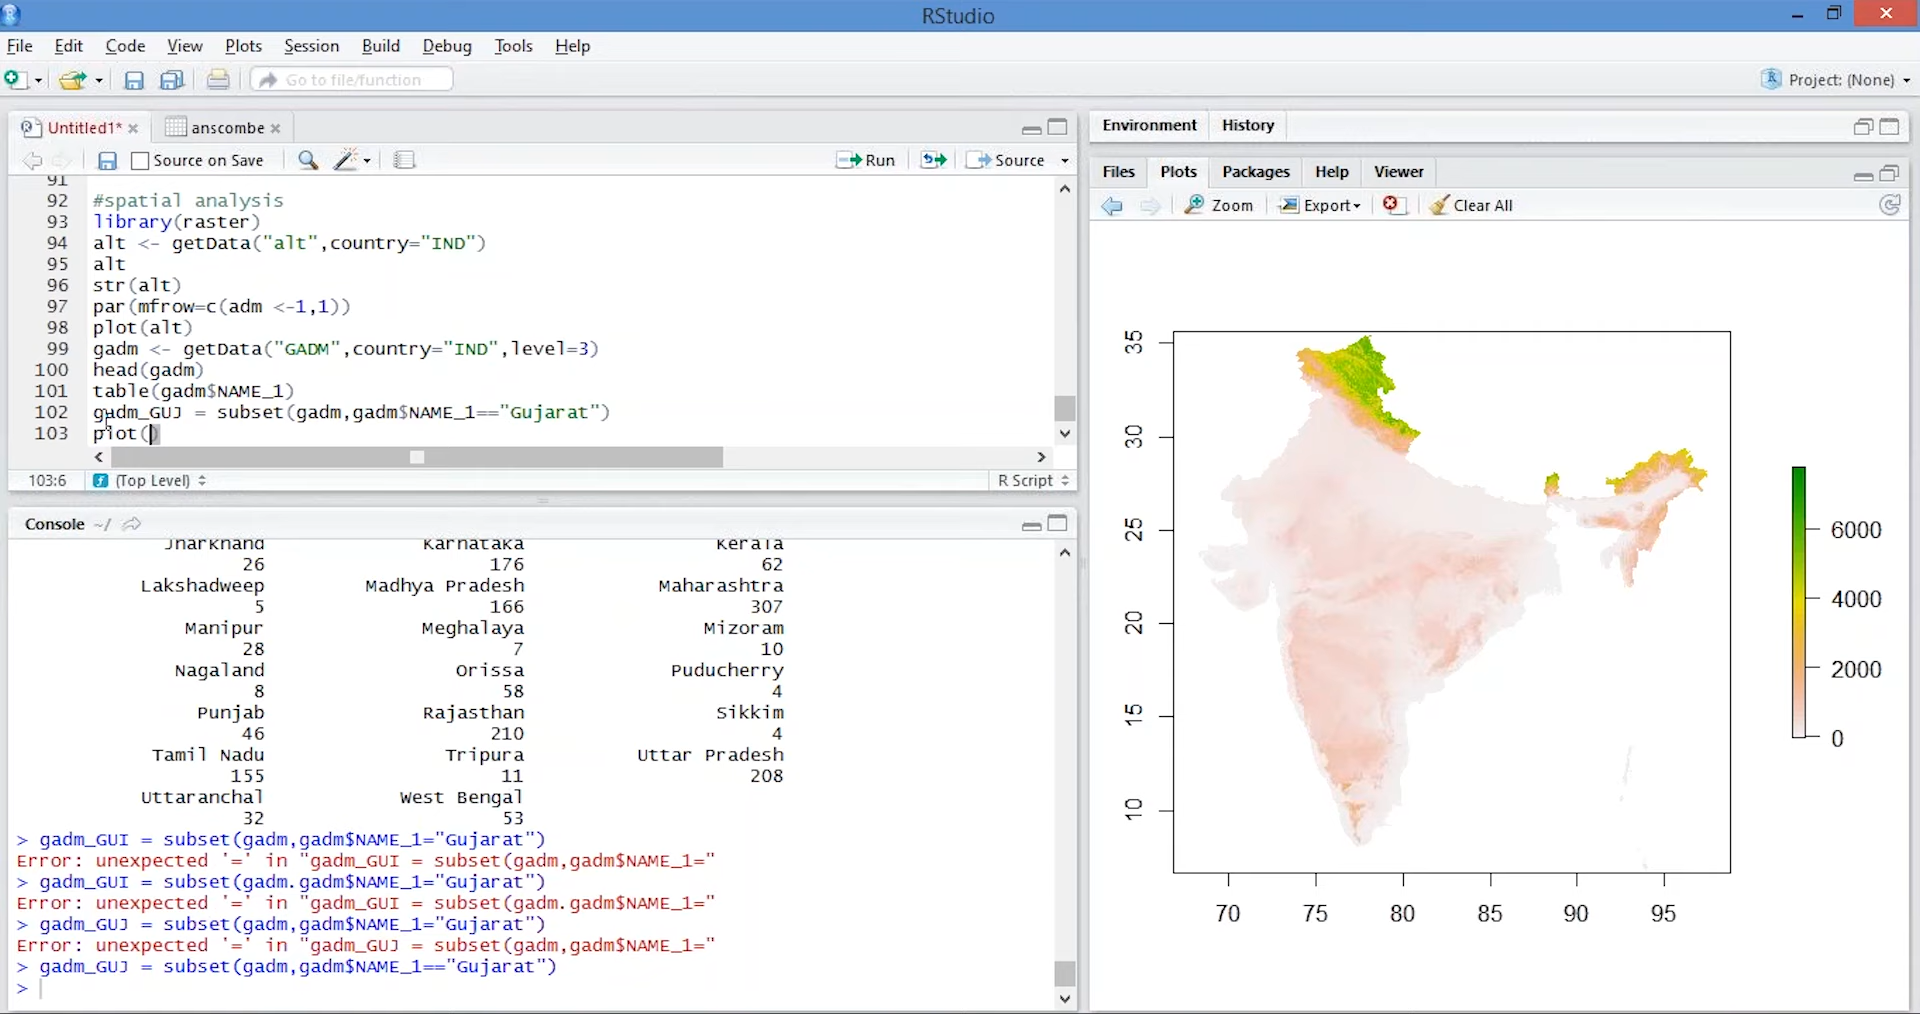 RStudio
File Edit Code View Plots Session Build Debug Tools Help
Go to file/function
Project: (None)
Untitled1* anscombe
Source on Save
Run
Source
91
92 #spatial analysis
93 library(raster)
94 alt <- getData("alt",country="IND")
95 alt
96 str(alt)
97 par(mfrow=c(adm <-1,1))
98 plot(alt)
99 gadm <- getData("GADM",country="IND",level=3)
100 head(gadm)
101 table(gadm$NAME_1)
102 gadm_GUJ = subset(gadm,gadm$NAME_1=="Gujarat")
103 plot()
103:6 (Top Level) R Script
Console ~/
Jharkhand Karnataka Kerala
26 176 62
Lakshadweep Madhya Pradesh Maharashtra
5 166 307
Manipur Meghalaya Mizoram
28 7 10
Nagaland Orissa Puducherry
8 58 4
Punjab Rajasthan Sikkim
46 210 4
Tamil Nadu Tripura Uttar Pradesh
155 11 208
Uttaranchal West Bengal
32 53
> gadm_GUI = subset(gadm,gadm$NAME_1="Gujarat")
Error: unexpected '=' in "gadm_GUI = subset(gadm,gadm$NAME_1="
> gadm_GUI = subset(gadm.gadm$NAME_1="Gujarat")
Error: unexpected '=' in "gadm_GUI = subset(gadm.gadm$NAME_1="
> gadm_GUJ = subset(gadm,gadm$NAME_1="Gujarat")
Error: unexpected '=' in "gadm_GUJ = subset(gadm,gadm$NAME_1="
> gadm_GUJ = subset(gadm,gadm$NAME_1=="Gujarat")
>
Environment History
Files Plots Packages Help Viewer
Zoom Export Clear All
35
30
25
20
15
10
70 75 80 85 90 95
6000
4000
2000
0